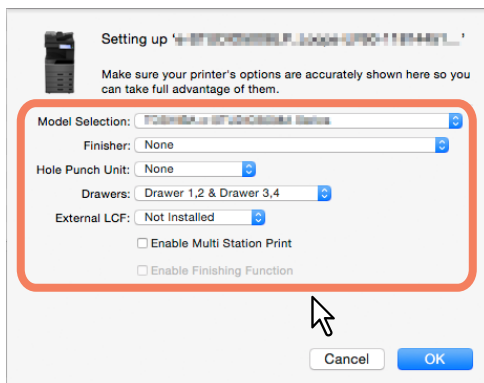 Setting up '
Make sure your printer's options are accurately shown here so you
can take full advantage of them.
Model Selection:
Finisher: None
Hole Punch Unit: None
Drawers: Drawer 1,2 & Drawer 3,4
External LCF: Not Installed
Enable Multi Station Print
Enable Finishing Function
Cancel OK